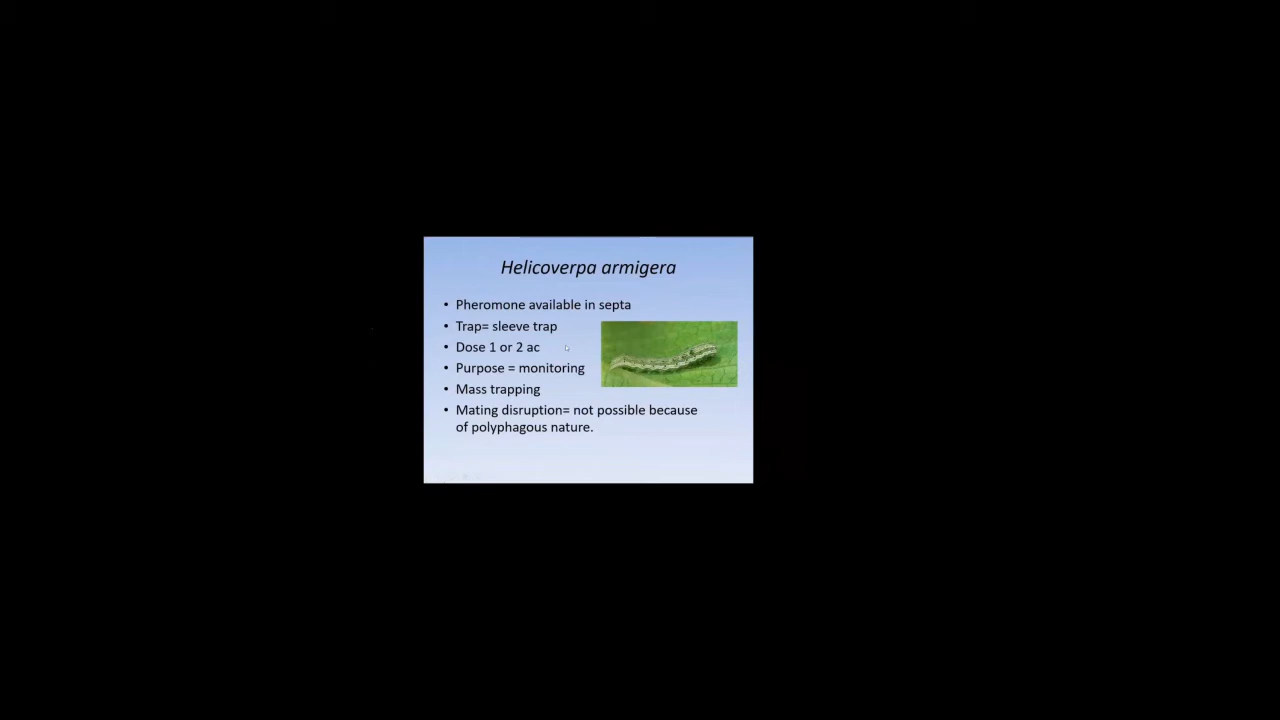 Helicoverpa armigera
• Pheromone available in septa
• Trap= sleeve trap
• Dose 1 or 2 ac
• Purpose = monitoring
• Mass trapping
• Mating disruption= not possible because
of polyphagous nature.